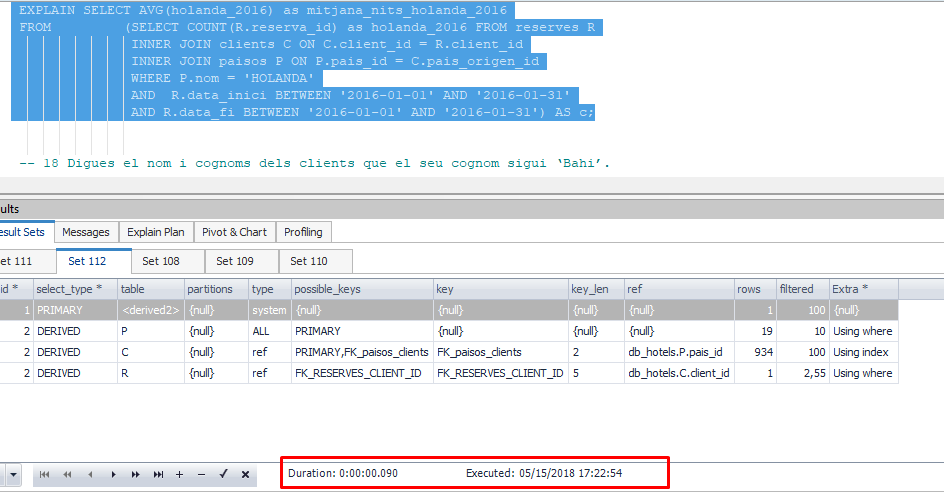 EXPLAIN SELECT AVG(holanda_2016) as mitjana_nits_holanda_2016
FROM (SELECT COUNT(R.reserva_id) as holanda_2016 FROM reserves R
INNER JOIN clients C ON C.client_id = R.client_id
INNER JOIN paisos P ON P.pais_id = C.pais_origen_id
WHERE P.nom = 'HOLANDA'
AND R.data_inici BETWEEN '2016-01-01' AND '2016-01-31'
AND R.data_fi BETWEEN '2016-01-01' AND '2016-01-31') AS c;
-- 18 Digues el nom i cognoms dels clients que el seu cognom sigui ‘Bahi’.
ults
esult Sets Messages Explain Plan Pivot & Chart Profiling
et 111 Set 112 Set 108 Set 109 Set 110
id * select_type * table partitions type possible_keys key key_len ref rows filtered Extra *
1 PRIMARY <derived2> {null} system {null} {null} {null} {null} 1 100 {null}
2 DERIVED P {null} ALL PRIMARY {null} {null} {null} 19 10 Using where
2 DERIVED C {null} ref PRIMARY,FK_paisos_clients FK_paisos_clients 2 db_hotels.P.pais_id 934 100 Using index
2 DERIVED R {null} ref FK_RESERVES_CLIENT_ID FK_RESERVES_CLIENT_ID 5 db_hotels.C.client_id 1 2,55 Using where
Duration: 0:00:00.090 Executed: 05/15/2018 17:22:54